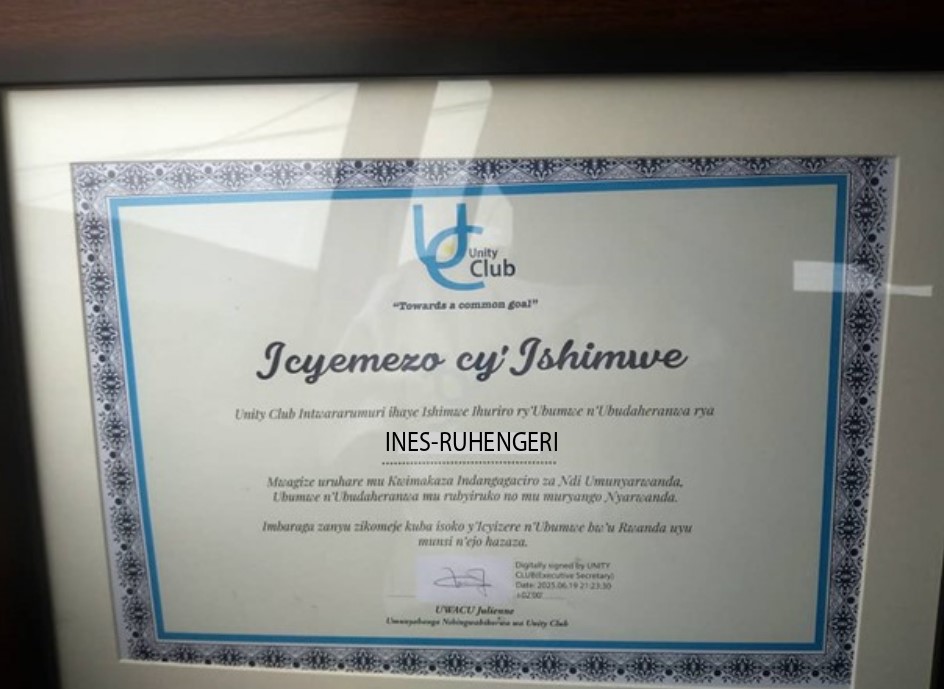 Unity
Club
"Towards a common goal"
Icyemezo cy'Ishimwe
Unity Club Intwararumuri ihaye Ishimwe Ihuriro ry'Ubumwe n'Ubudaheranwa rya
INES-RUHENGERI
Mwagize uruhare mu Kwimakaza Indangagaciro za Ndi Umunyarwanda,
Ubumwe n'Ubudaheranwa mu rubyiruko no mu muryango Nyarwanda.
Imbaraga zanyu zikomeje kuba isoko y'Icyizere n'Ubumwe bw'u Rwanda uyu
munsi n'ejo hazaza.
Digitally signed by UNITY
CLUB(Executive Secretary)
Date: 2025.06.19 21:23:30
+02'00'
UWACU Julienne
Umunyabanga Nshingwabikorwa wa Unity Club